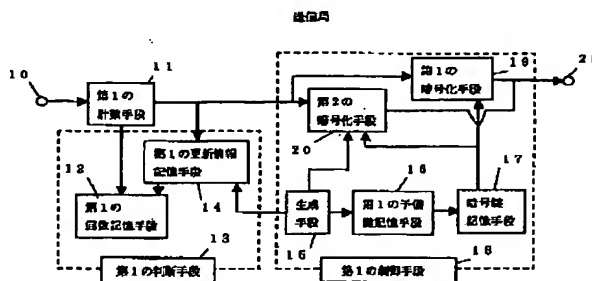 送信局
10
11
第1の
計数手段
12
第1の
回数記憶手段
第1の更新情報
記憶手段
14
13
第1の判断手段
第2の
暗号化手段
20
第1の
暗号化手段
19
21
生成
手段
15
第1の予備
鍵記憶手段
16
暗号鍵
記憶手段
17
第1の制御手段
18